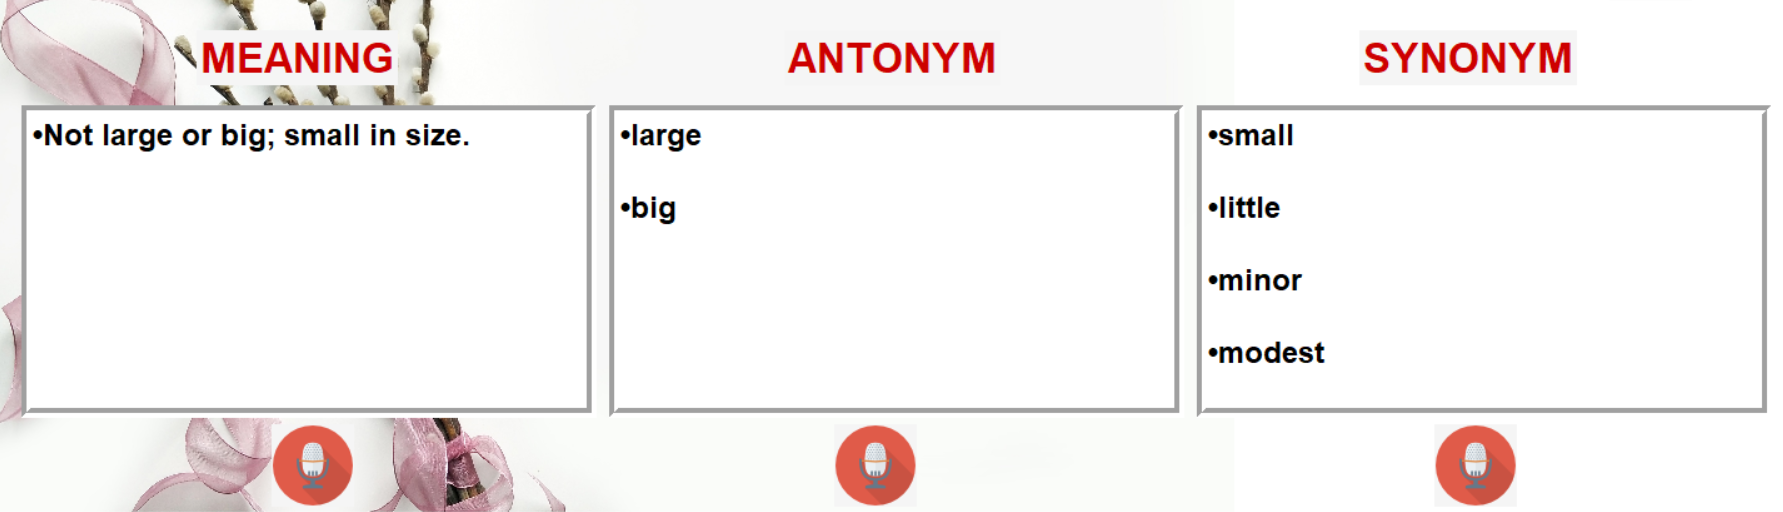 MEANING
ANTONYM
SYNONYM
•Not large or big; small in size.
•large
•big
•small
•little
•minor
•modest